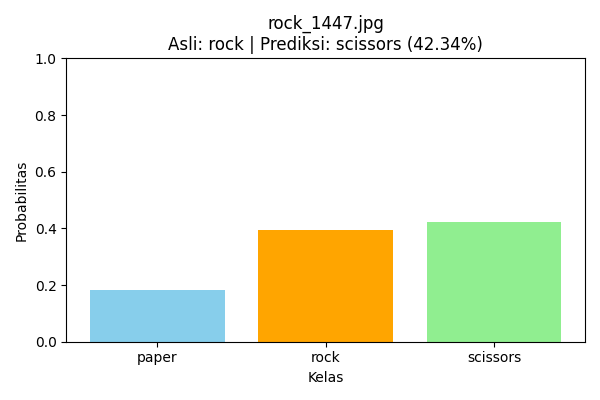 rock_1447.jpg
Asli: rock | Prediksi: scissors (42.34%)
1.0
0.8
0.6
0.4
0.2
0.0
Probabilitas
paper rock scissors
Kelas